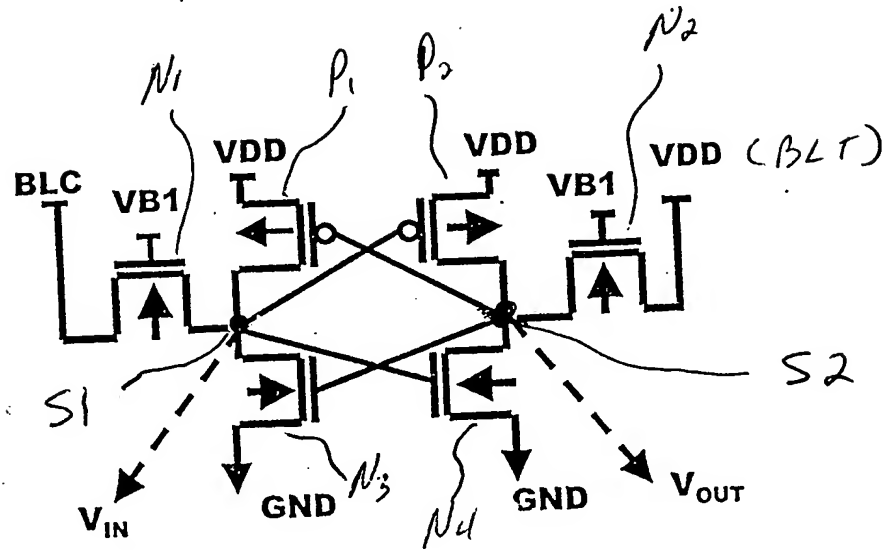 N1
P1
P2
N2
BLC
VB1
VDD
VDD
VB1
VDD (BLT)
S1
S2
VIN
GND
N3
N4
GND
VOUT